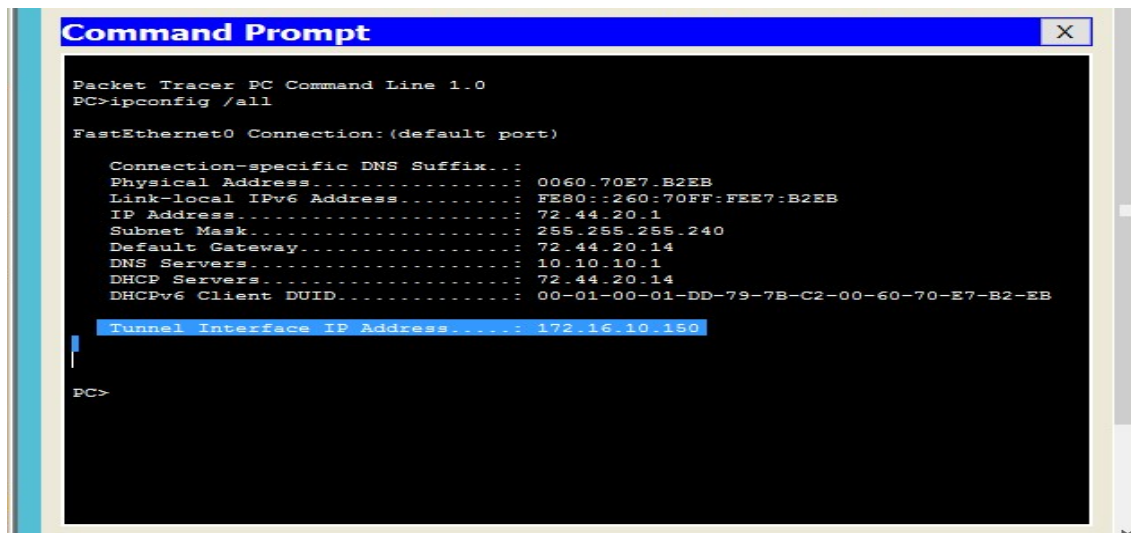 Command Prompt
X
Packet Tracer PC Command Line 1.0
PC>ipconfig /all
FastEthernet0 Connection:(default port)
Connection-specific DNS Suffix..:
Physical Address................: 0060.70E7.B2EB
Link-local IPv6 Address.........: FE80::260:70FF:FEE7:B2EB
IP Address......................: 72.44.20.1
Subnet Mask.....................: 255.255.255.240
Default Gateway.................: 72.44.20.14
DNS Servers.....................: 10.10.10.1
DHCP Servers....................: 72.44.20.14
DHCPv6 Client DUID..............: 00-01-00-01-DD-79-7B-C2-00-60-70-E7-B2-EB
Tunnel Interface IP Address.....: 172.16.10.150
PC>